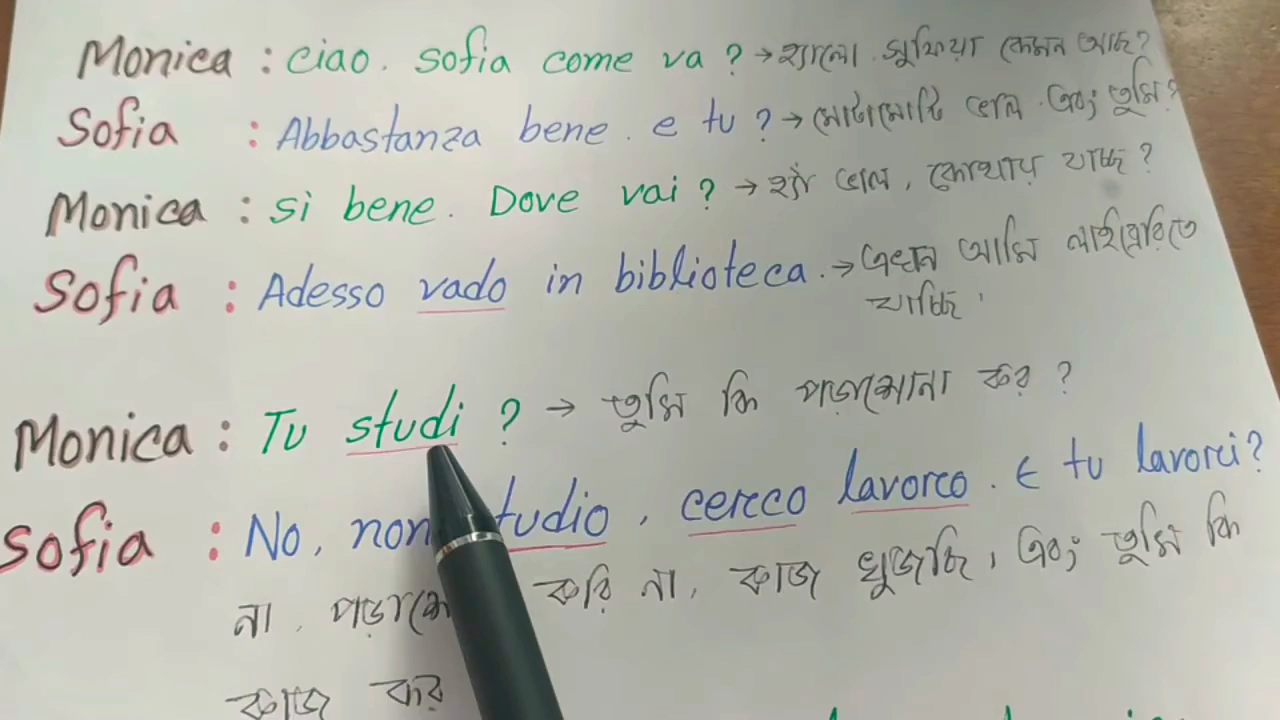 Monica : ciao. sofia come va ? → হ্যালো. সুফিয়া কেমন আছ?
Sofia : Abbastanza bene. e tu ? → মোটামোটি ভাল. এবং তুমি?
Monica : si bene. Dove vai ? → হ্যাঁ ভাল, কোথায় যাচ্ছ ?
Sofia : Adesso vado in biblioteca. → এখন আমি লাইব্রেরিতে
যাচ্ছি।
Monica : Tu studi ? → তুমি কি পড়াশোনা কর ?
Sofia : No, non studio, cerco lavoro. E tu lavori?
না, করি না, কাজ খুজছি, এবং তুমি কি
কাজ কর